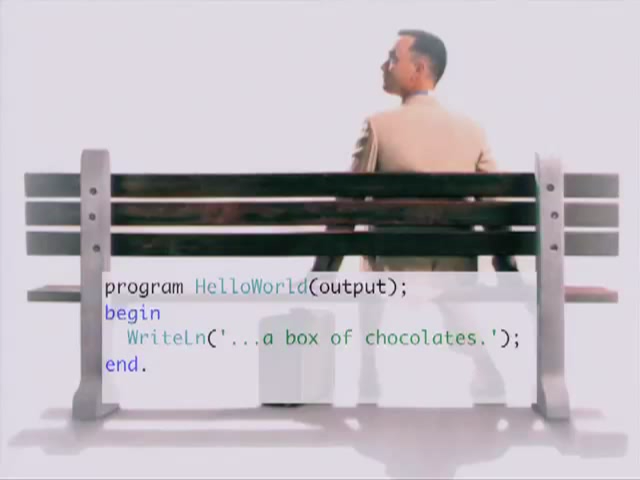 program HelloWorld(output);
begin
  WriteLn('...a box of chocolates.');
end.